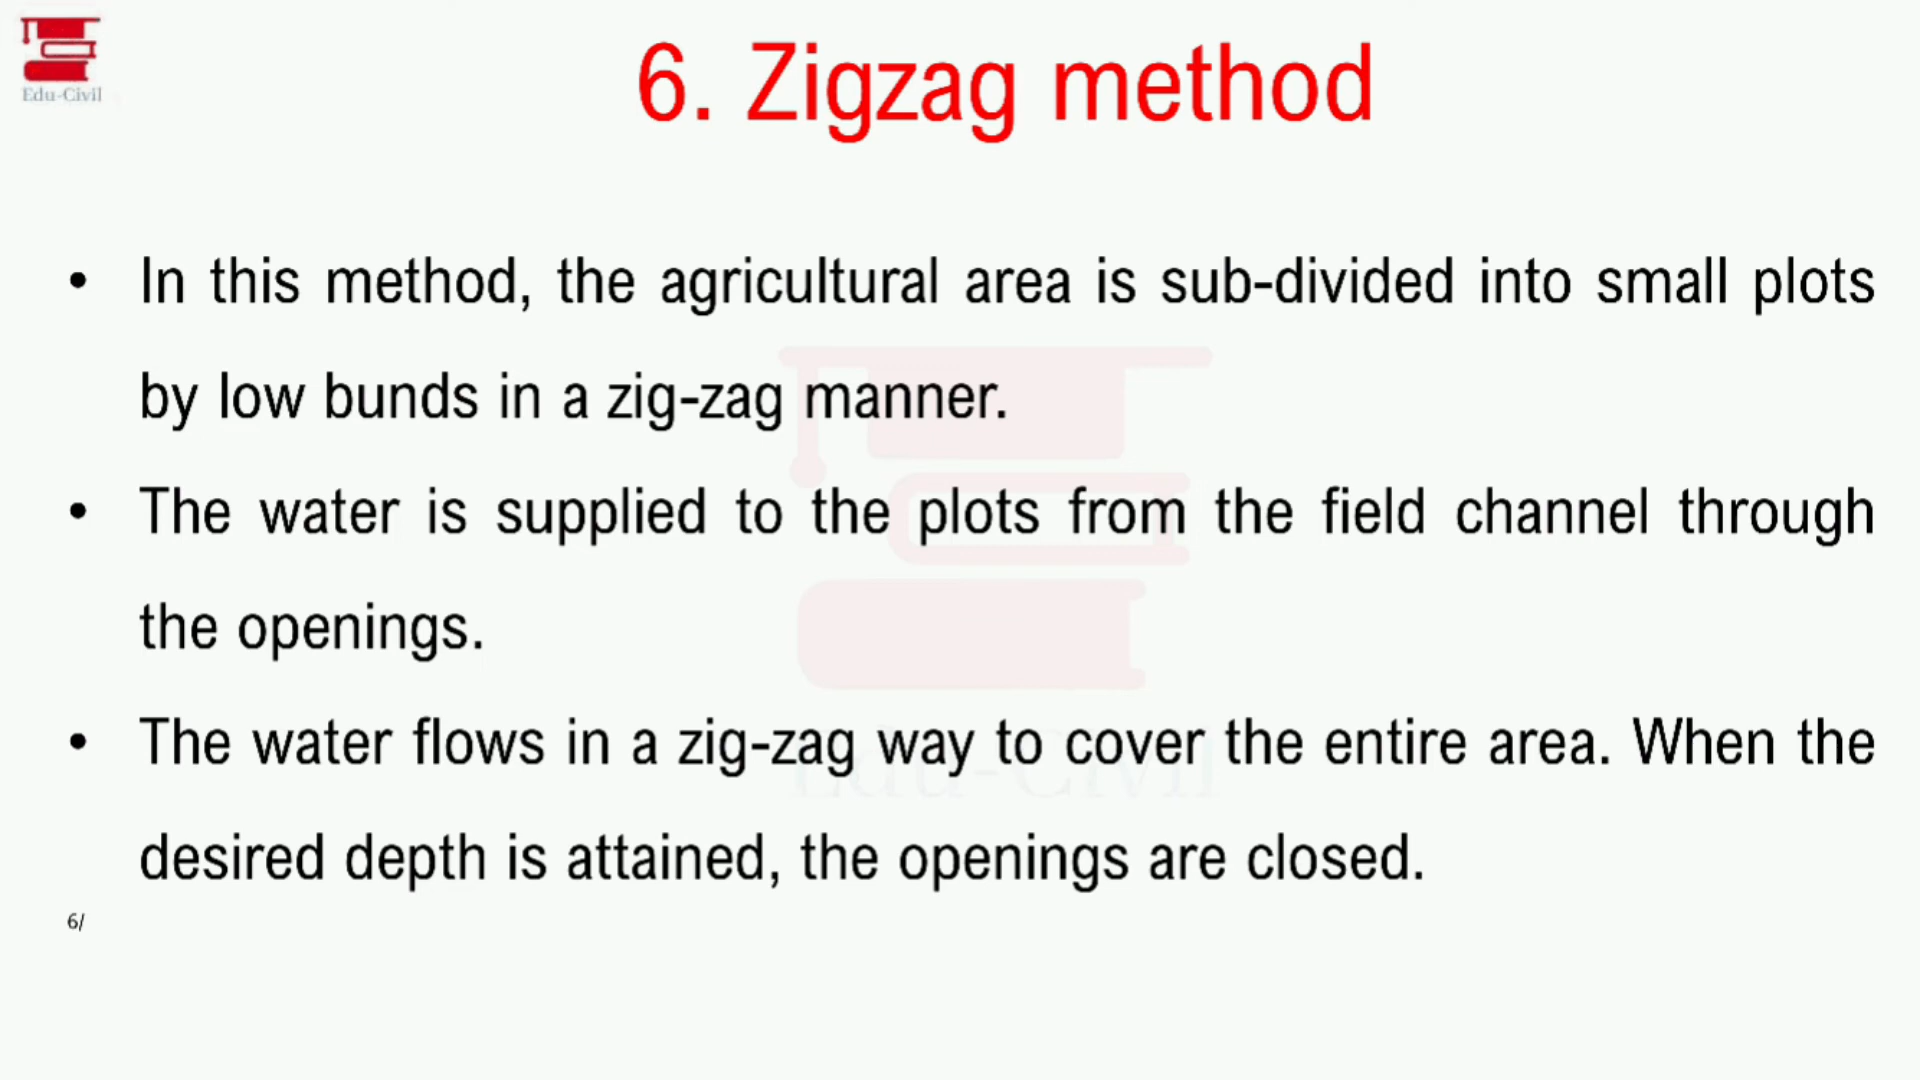 Edu-Civil
6. Zigzag method
• In this method, the agricultural area is sub-divided into small plots
by low bunds in a zig-zag manner.
• The water is supplied to the plots from the field channel through
the openings.
• The water flows in a zig-zag way to cover the entire area. When the
Edu-Civil
desired depth is attained, the openings are closed.
6/